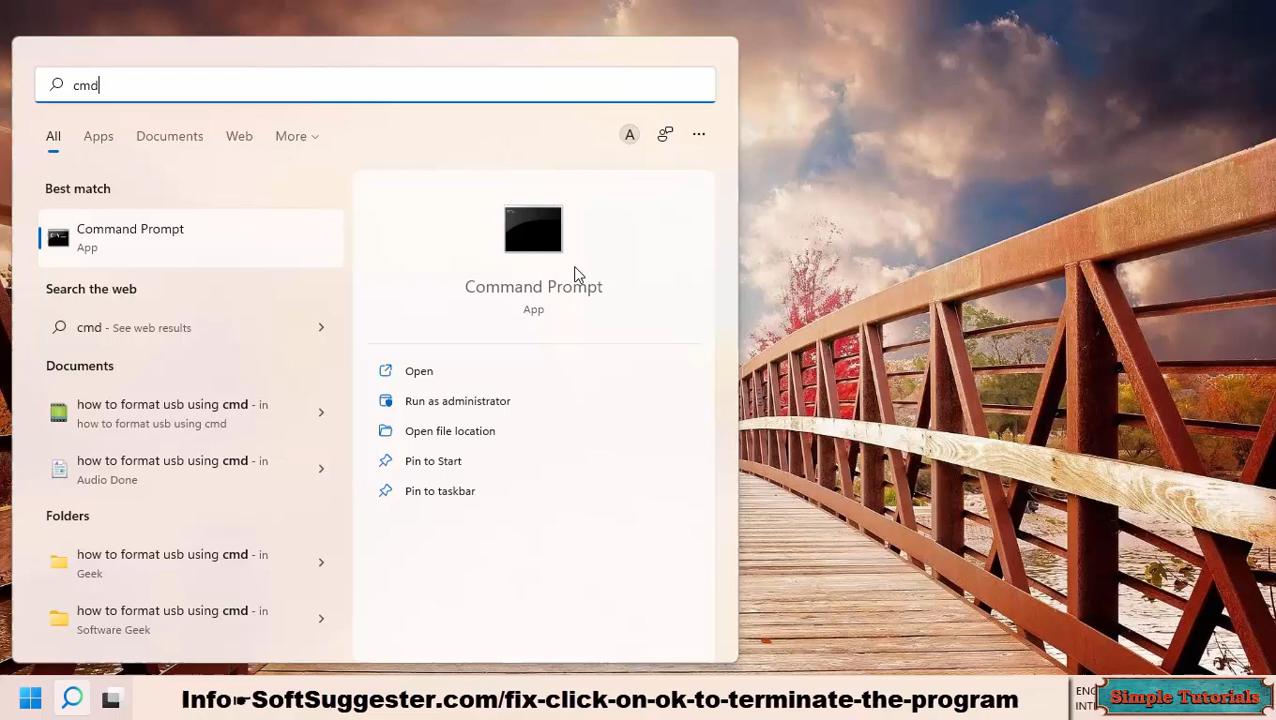 cmd
All Apps Documents Web More
A
Best match
Command Prompt
App
Search the web
cmd - See web results
Documents
how to format usb using cmd - in
how to format usb using cmd
how to format usb using cmd - in
Audio Done
Folders
how to format usb using cmd - in
Geek
how to format usb using cmd - in
Software Geek
Command Prompt
App
Open
Run as administrator
Open file location
Pin to Start
Pin to taskbar
Info☛SoftSuggester.com/fix-click-on-ok-to-terminate-the-program
ENG
INT
Simple Tutorials